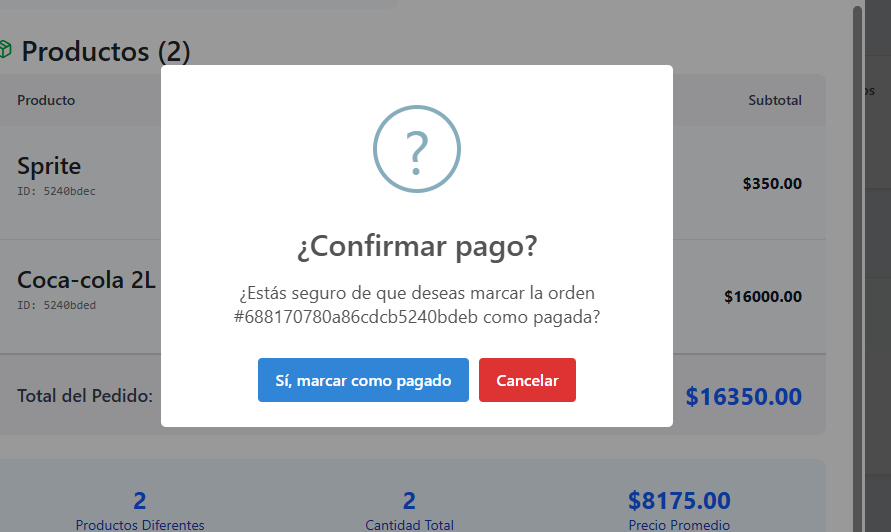 Productos (2)
Producto
Subtotal
Sprite
ID: 5240bdec
$350.00
Coca-cola 2L
ID: 5240bded
$16000.00
Total del Pedido:
$16350.00
?
¿Confirmar pago?
¿Estás seguro de que deseas marcar la orden
#688170780a86cdcb5240bdeb como pagada?
Sí, marcar como pagado
Cancelar
2
Productos Diferentes
2
Cantidad Total
$8175.00
Precio Promedio